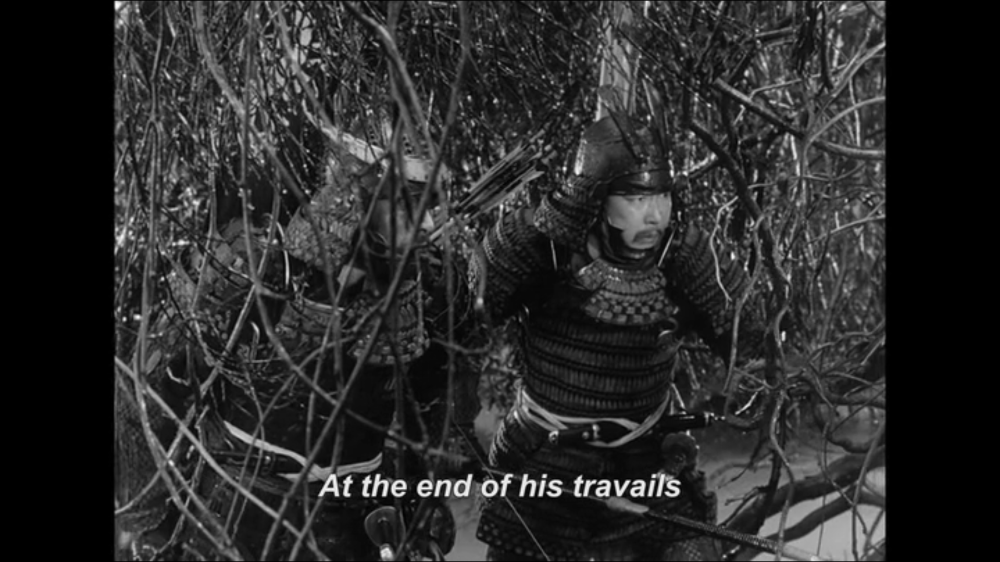 At the end of his travails